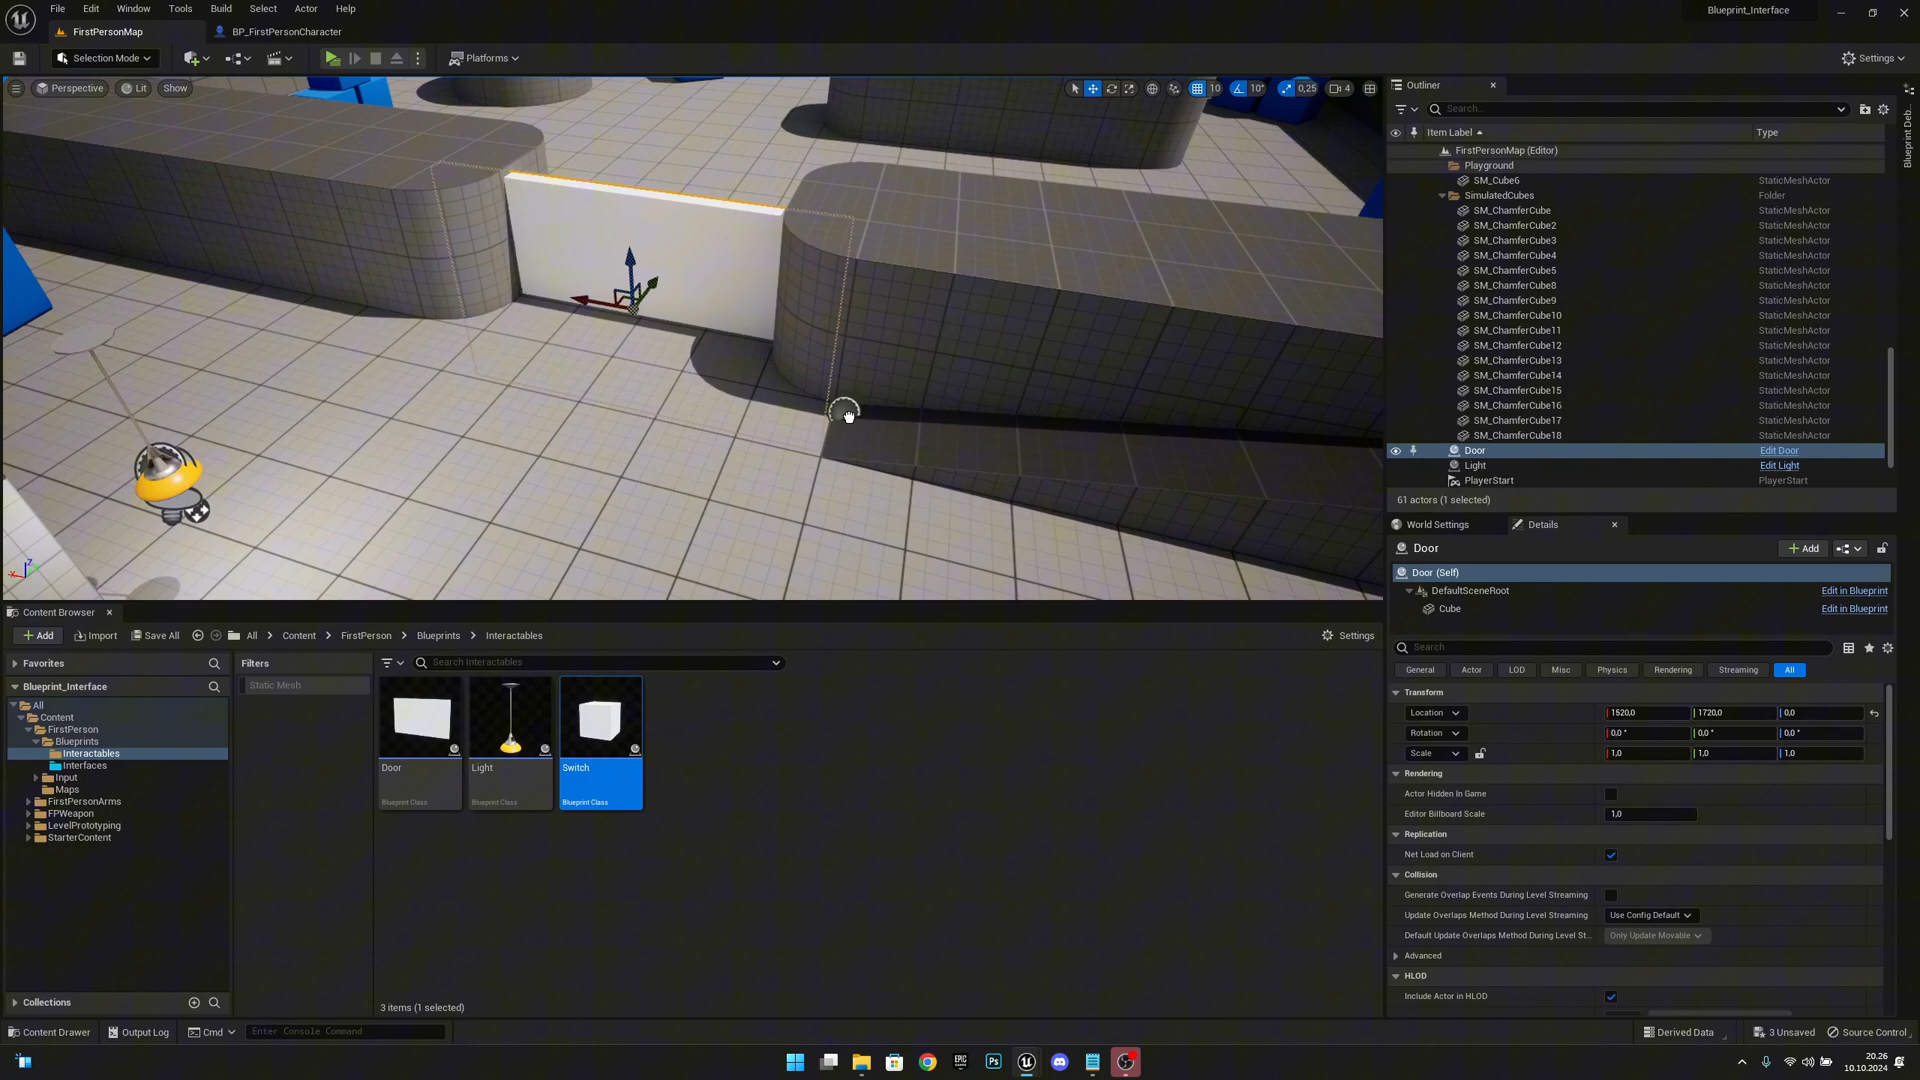 File Edit Window Tools Build Select Actor Help
Blueprint_Interface
FirstPersonMap
BP_FirstPersonCharacter
Selection Mode
Platforms
Settings
Perspective
Lit
Show
10
10°
0,25
4
Outliner
Search...
Item Label
Type
FirstPersonMap (Editor)
Playground
SM_Cube6 StaticMeshActor
SimulatedCubes Folder
SM_ChamferCube StaticMeshActor
SM_ChamferCube2 StaticMeshActor
SM_ChamferCube3 StaticMeshActor
SM_ChamferCube4 StaticMeshActor
SM_ChamferCube5 StaticMeshActor
SM_ChamferCube8 StaticMeshActor
SM_ChamferCube9 StaticMeshActor
SM_ChamferCube10 StaticMeshActor
SM_ChamferCube11 StaticMeshActor
SM_ChamferCube12 StaticMeshActor
SM_ChamferCube13 StaticMeshActor
SM_ChamferCube14 StaticMeshActor
SM_ChamferCube15 StaticMeshActor
SM_ChamferCube16 StaticMeshActor
SM_ChamferCube17 StaticMeshActor
SM_ChamferCube18 StaticMeshActor
Door Edit Door
Light Edit Light
PlayerStart PlayerStart
61 actors (1 selected)
Blueprint Deb...
World Settings
Details
Door
Add
Door (Self)
DefaultSceneRoot Edit in Blueprint
Cube Edit in Blueprint
Search
General Actor LOD Misc Physics Rendering Streaming All
Transform
Location 1520,0 1720,0 0,0
Rotation 0,0 ° 0,0 ° 0,0 °
Scale 1,0 1,0 1,0
Rendering
Actor Hidden In Game
Editor Billboard Scale 1,0
Replication
Net Load on Client
Collision
Generate Overlap Events During Level Streaming
Update Overlaps Method During Level Streaming Use Config Default
Default Update Overlaps Method During Level St... Only Update Movable
Advanced
HLOD
Include Actor in HLOD
z
x
Content Browser
Add
Import
Save All
All > Content > FirstPerson > Blueprints > Interactables
Settings
Favorites
Blueprint_Interface
All
Content
FirstPerson
Blueprints
Interactables
Interfaces
Input
Maps
FirstPersonArms
FPWeapon
LevelPrototyping
StarterContent
Collections
Filters
Static Mesh
Search Interactables
Door
Blueprint Class
Light
Blueprint Class
Switch
Blueprint Class
3 items (1 selected)
Content Drawer
Output Log
Cmd
Enter Console Command
Derived Data
3 Unsaved
Source Control
EPIC
Ps
20.26
10.10.2024